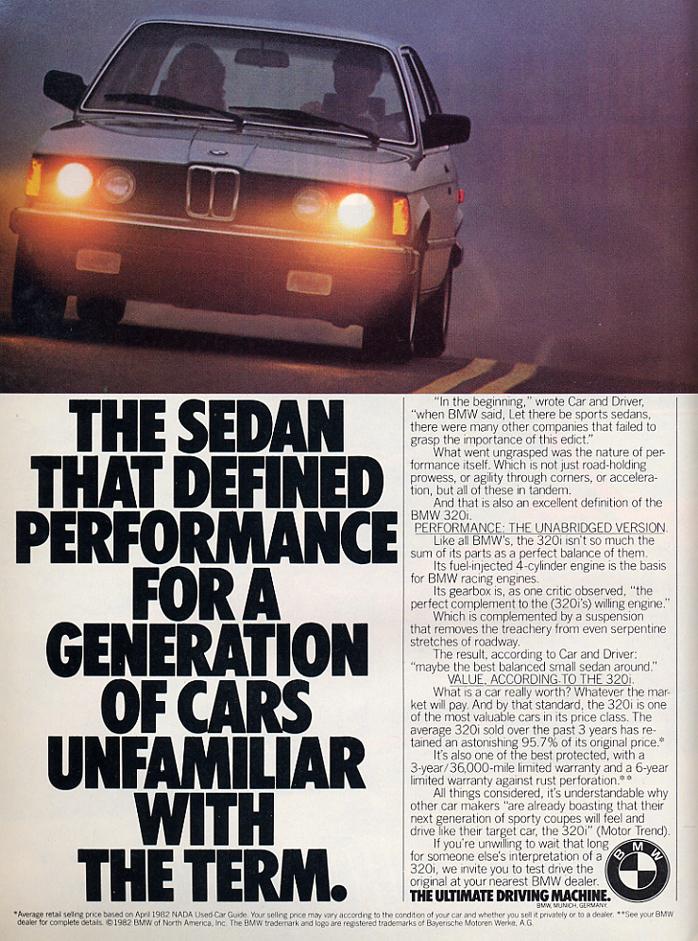 THE SEDAN
THAT DEFINED
PERFORMANCE
FOR A
GENERATION
OF CARS
UNFAMILIAR
WITH
THE TERM.
"In the beginning," wrote Car and Driver,
"when BMW said, Let there be sports sedans,
there were many other companies that failed to
grasp the importance of this edict."
What went ungrasped was the nature of per-
formance itself. Which is not just road-holding
prowess, or agility through corners, or accelera-
tion, but all of these in tandem.
And that is also an excellent definition of the
BMW 320i.
PERFORMANCE: THE UNABRIDGED VERSION.
Like all BMW's, the 320i isn't so much the
sum of its parts as a perfect balance of them.
Its fuel-injected 4-cylinder engine is the basis
for BMW racing engines.
Its gearbox is, as one critic observed, "the
perfect complement to the (320i's) willing engine."
Which is complemented by a suspension
that removes the treachery from even serpentine
stretches of roadway.
The result, according to Car and Driver:
"maybe the best balanced small sedan around."
VALUE, ACCORDING TO THE 320i.
What is a car really worth? Whatever the mar-
ket will pay. And by that standard, the 320i is one
of the most valuable cars in its price class. The
average 320i sold over the past 3 years has re-
tained an astonishing 95.7% of its original price.*
It's also one of the best protected, with a
3-year/36,000-mile limited warranty and a 6-year
limited warranty against rust perforation.**
All things considered, it's understandable why
other car makers "are already boasting that their
next generation of sporty coupes will feel and
drive like their target car, the 320i" (Motor Trend).
If you're unwilling to wait that long
for someone else's interpretation of a
320i, we invite you to test drive the
original at your nearest BMW dealer.
THE ULTIMATE DRIVING MACHINE.
BMW, MUNICH, GERMANY.
BMW
*Average retail selling price based on April 1982 NADA Used-Car Guide. Your selling price may vary according to the condition of your car and whether you sell it privately or to a dealer. **See your BMW
dealer for complete details. ©1982 BMW of North America, Inc. The BMW trademark and logo are registered trademarks of Bayerische Motoren Werke, A.G.